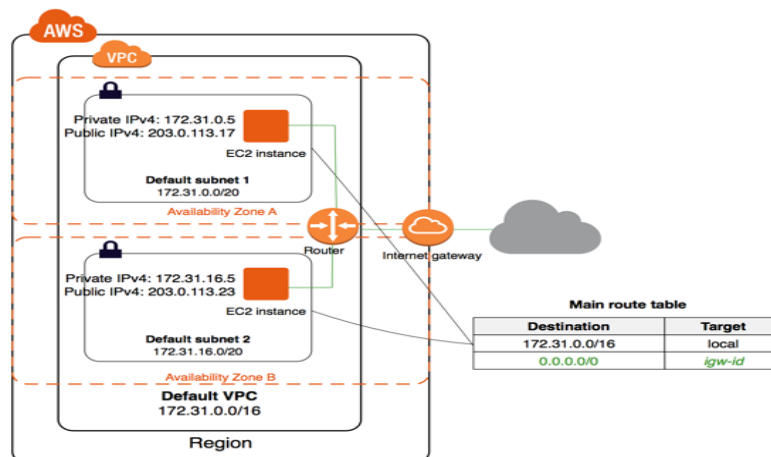 AWS
VPC
Private IPv4: 172.31.0.5
Public IPv4: 203.0.113.17
EC2 instance
Default subnet 1
172.31.0.0/20
Availability Zone A
Router
Internet gateway
Private IPv4: 172.31.16.5
Public IPv4: 203.0.113.23
EC2 instance
Default subnet 2
172.31.16.0/20
Availability Zone B
Default VPC
172.31.0.0/16
Region
Main route table
Destination Target
172.31.0.0/16 local
0.0.0.0/0 igw-id